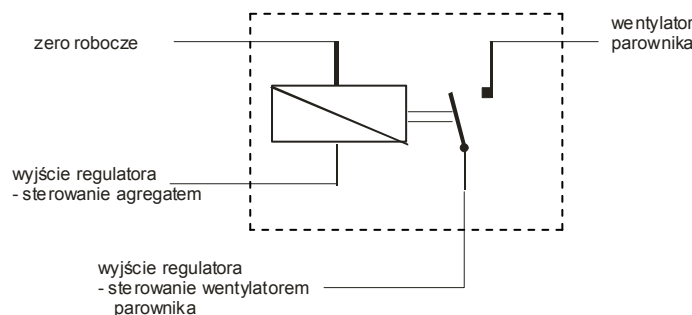 zero robocze
wentylator
parownika
wyjście regulatora
- sterowanie agregatem
wyjście regulatora
- sterowanie wentylatorem
parownika